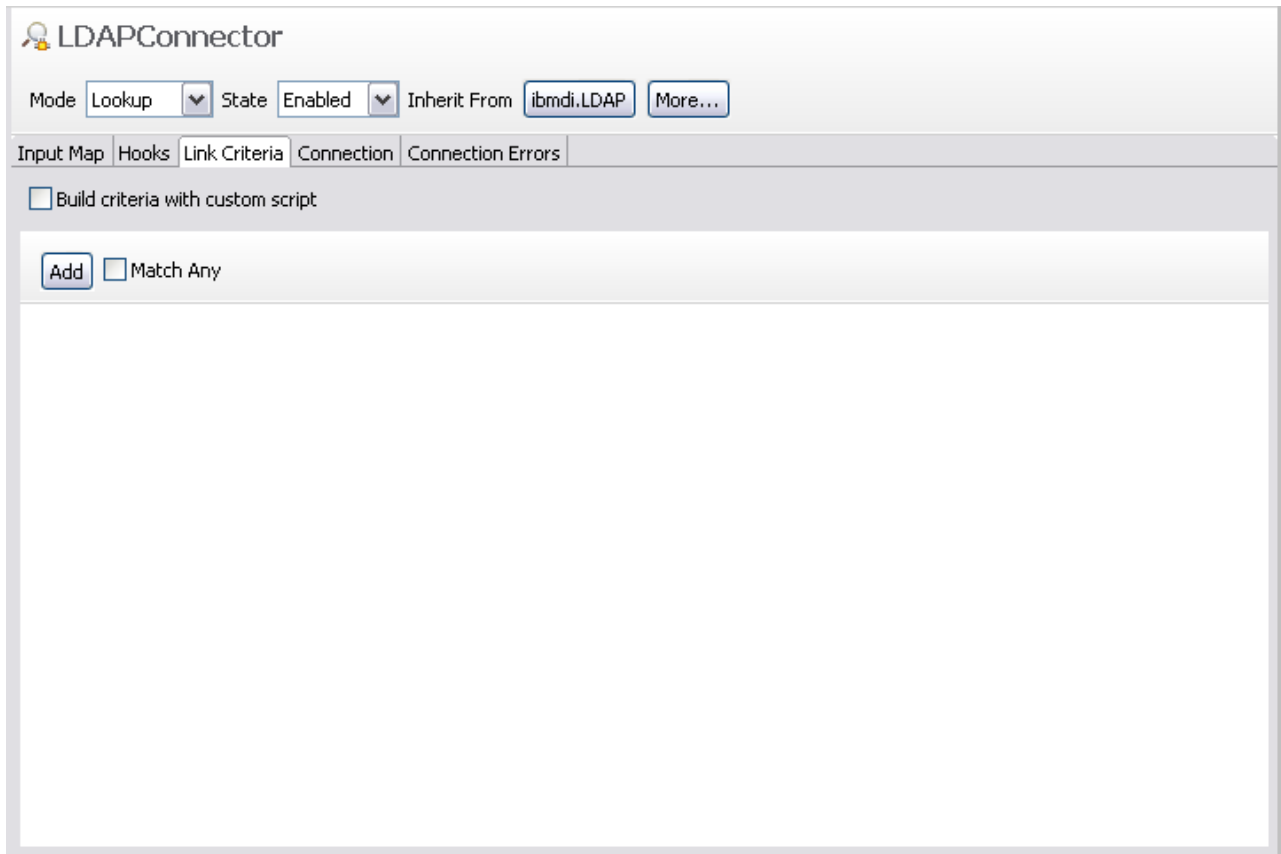 LDAPConnector
Mode Lookup State Enabled Inherit From ibmdi.LDAP More...
Input Map Hooks Link Criteria Connection Connection Errors
Build criteria with custom script
Add Match Any